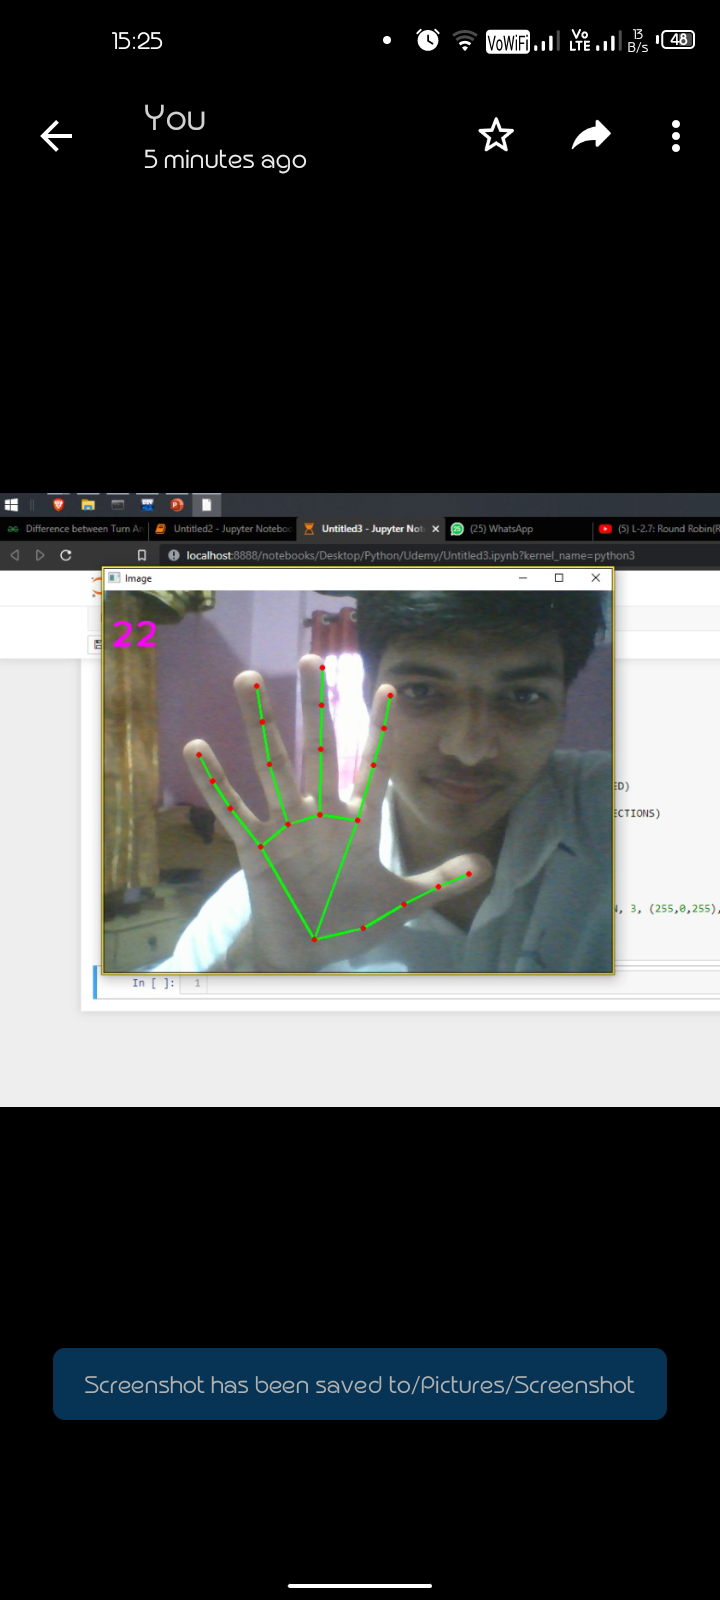 15:25
VoWiFi
Vo
LTE
13
B/s
48
You
5 minutes ago
Difference between Turn A
Untitled2 - Jupyter Noteboo
Untitled3 - Jupyter Not
(25) WhatsApp
(5) L-2.7: Round Robin(R
localhost:8888/notebooks/Desktop/Python/Udemy/Untitled3.ipynb?kernel_name=python3
Image
22
ED)
ECTIONS)
N, 3, (255,0,255),
In [ ]:
1
Screenshot has been saved to/Pictures/Screenshot